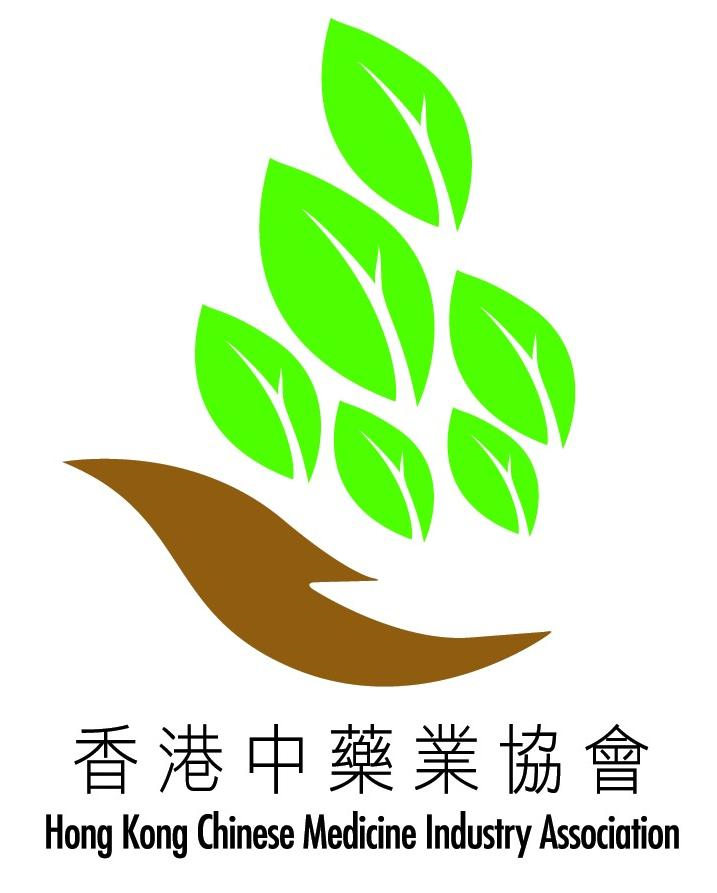 香港中藥業協會
Hong Kong Chinese Medicine Industry Association